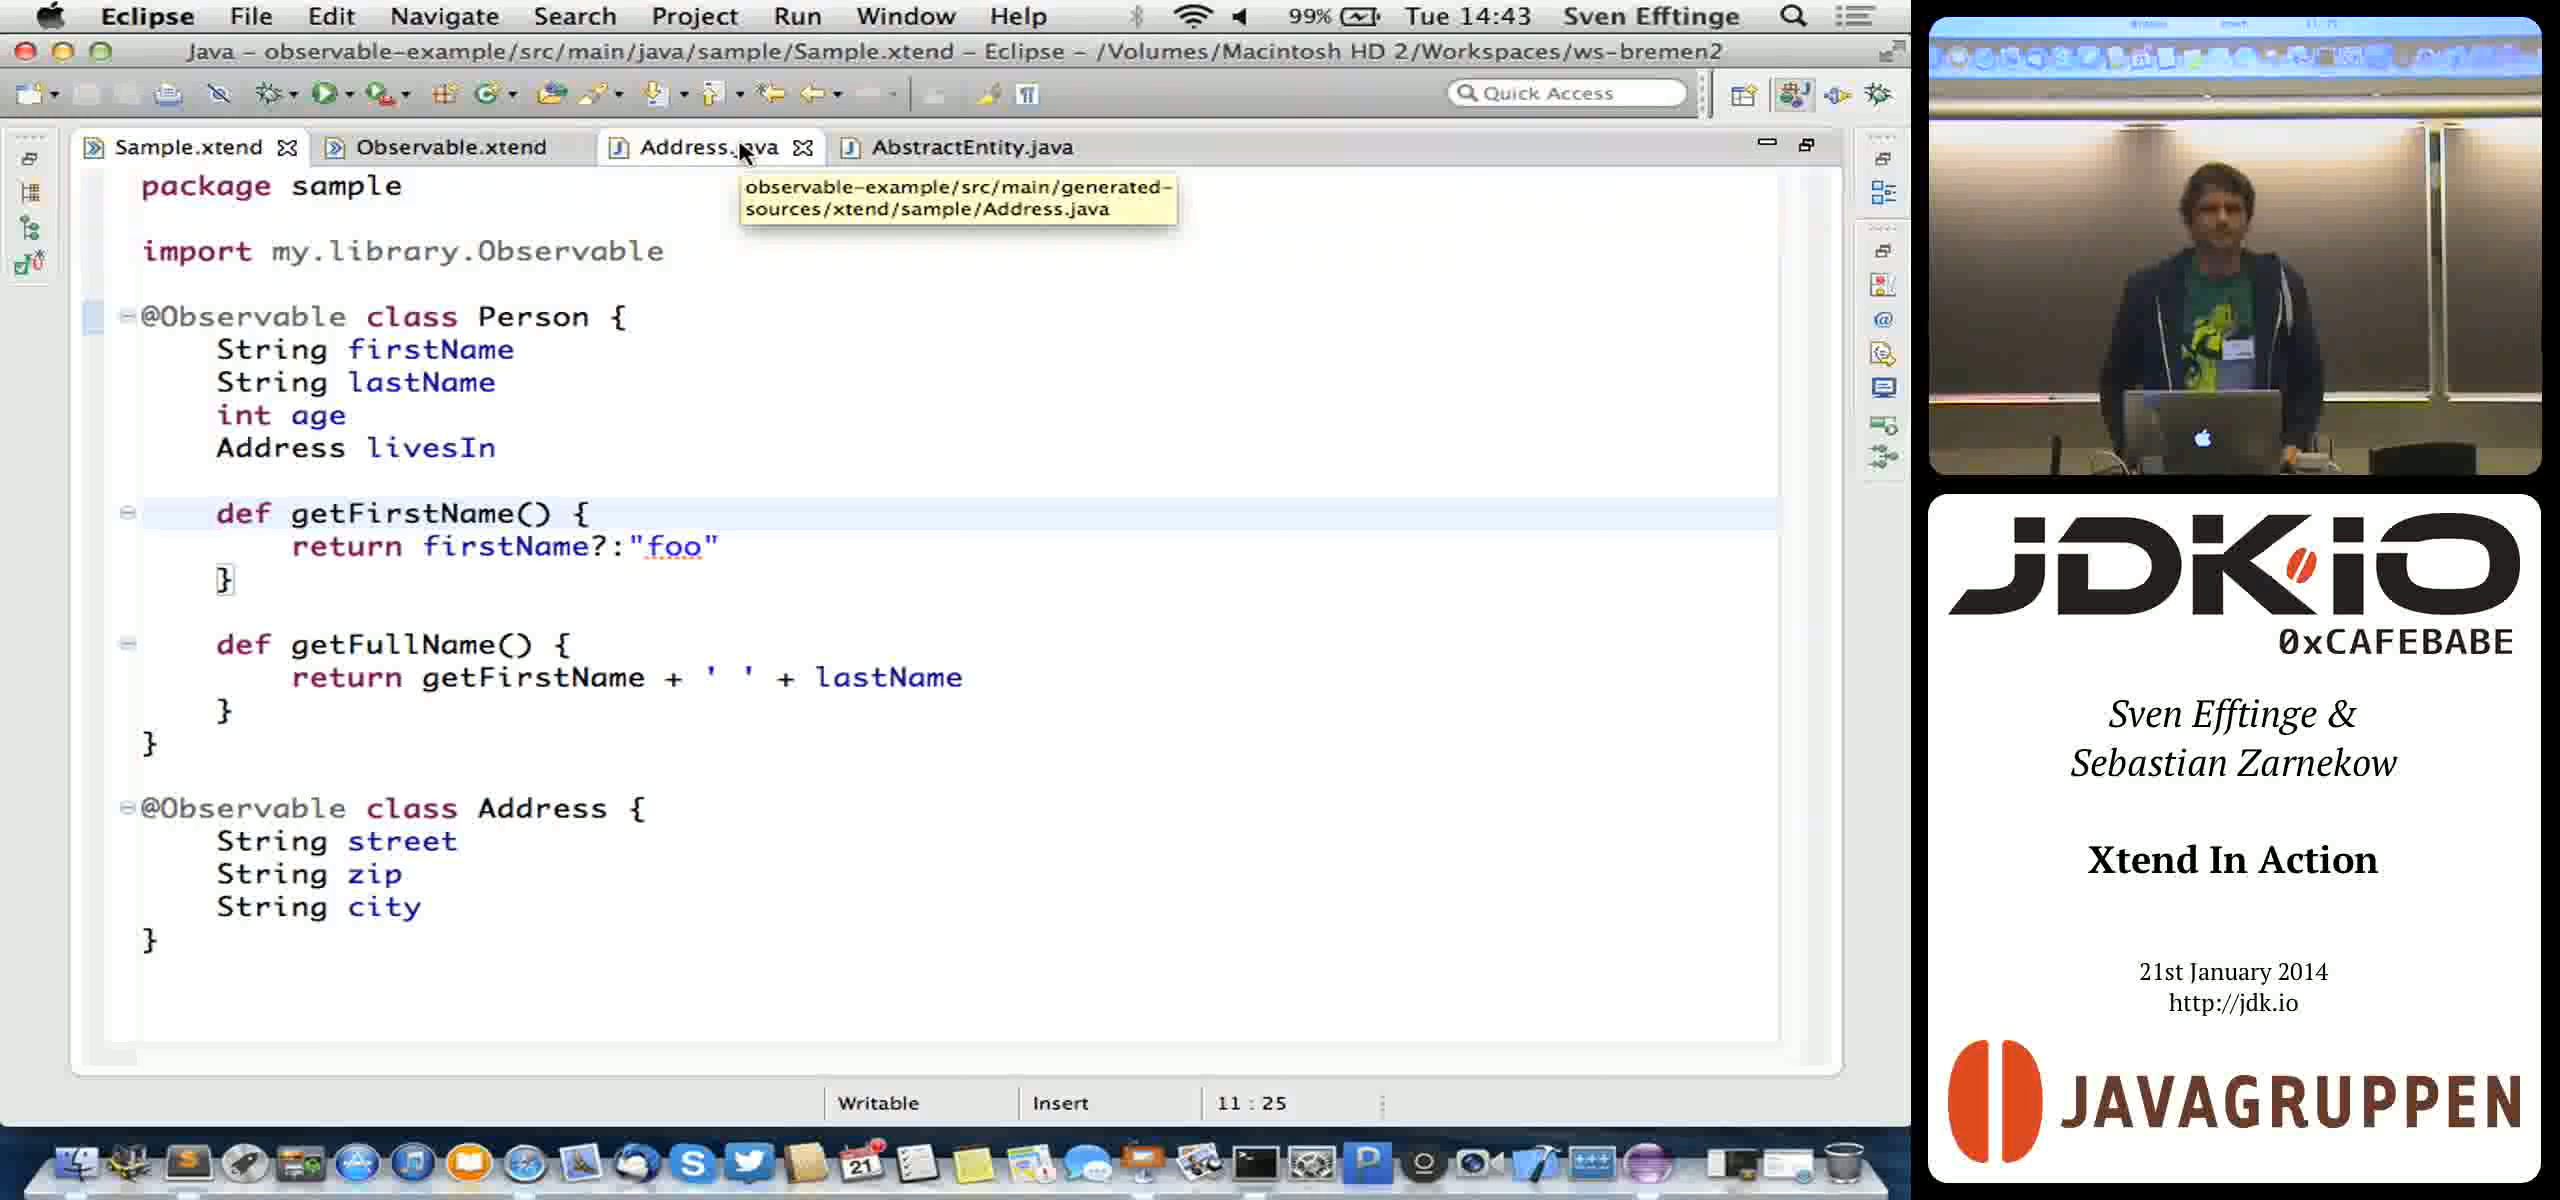 Eclipse File Edit Navigate Search Project Run Window Help 99% Tue 14:43 Sven Efftinge
Java – observable-example/src/main/java/sample/Sample.xtend – Eclipse – /Volumes/Macintosh HD 2/Workspaces/ws-bremen2
Quick Access
Sample.xtend Observable.xtend Address.java AbstractEntity.java
observable-example/src/main/generated-
sources/xtend/sample/Address.java
package sample
import my.library.Observable
@Observable class Person {
String firstName
String lastName
int age
Address livesIn
def getFirstName() {
return firstName?:"foo"
}
def getFullName() {
return getFirstName + ' ' + lastName
}
}
@Observable class Address {
String street
String zip
String city
}
Writable Insert 11 : 25
21
JDK.IO
0xCAFEBABE
Sven Efftinge &
Sebastian Zarnekow
Xtend In Action
21st January 2014
http://jdk.io
JAVAGRUPPEN